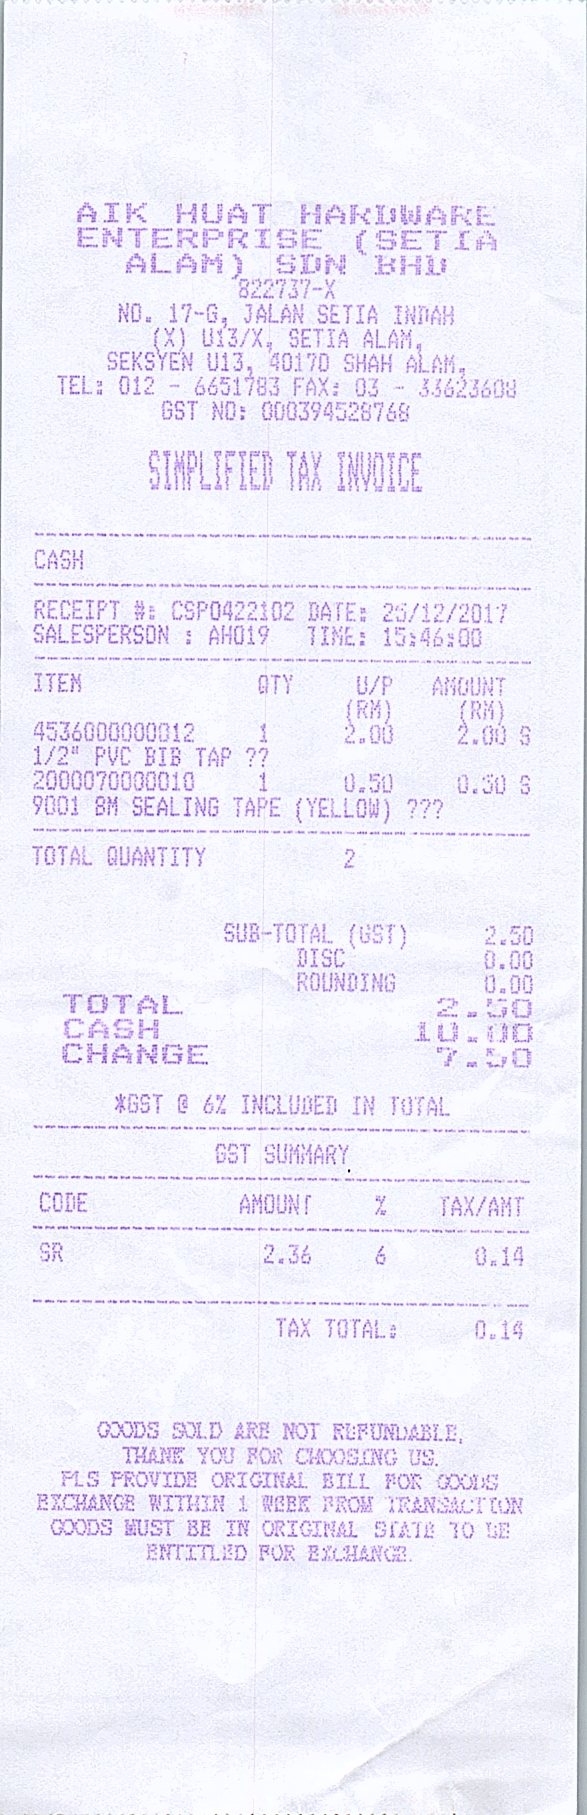 AIK HUAT HARDWARE
ENTERPRISE (SETIA
ALAM) SDN BHD
822737-X
NO. 17-G, JALAN SETIA INDAH
(X) U13/X, SETIA ALAM,
SEKSYEN U13, 40170 SHAH ALAM,
TEL: 012 - 6651783 FAX: 03 - 33623608
GST NO: 000394528768
SIMPLIFIED TAX INVOICE
CASH
RECEIPT #: CSP0422102 DATE: 25/12/2017
SALESPERSON : AH019 TIME: 15:46:00
ITEM QTY U/P AMOUNT
(RM) (RM)
4536000000012 1 2.00 2.00 S
1/2" PVC BIB TAP ??
2000070000010 1 0.50 0.50 S
9001 8M SEALING TAPE (YELLOW) ???
TOTAL QUANTITY 2
SUB-TOTAL (GST) 2.50
DISC 0.00
ROUNDING 0.00
TOTAL 2.50
CASH 10.00
CHANGE 7.50
*GST @ 6% INCLUDED IN TOTAL
GST SUMMARY
CODE AMOUNT % TAX/AMT
SR 2.36 6 0.14
TAX TOTAL: 0.14
GOODS SOLD ARE NOT REFUNDABLE,
THANK YOU FOR CHOOSING US.
PLS PROVIDE ORIGINAL BILL FOR GOODS
EXCHANGE WITHIN 1 WEEK FROM TRANSACTION
GOODS MUST BE IN ORIGINAL STATE TO BE
ENTITLED FOR EXCHANGE.